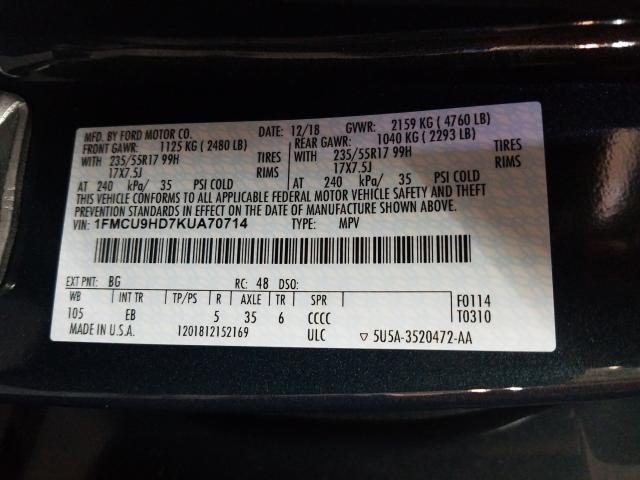 MFD. BY FORD MOTOR CO. DATE: 12/18 GVWR: 2159 KG ( 4760 LB)
FRONT GAWR: 1125 KG ( 2480 LB) REAR GAWR: 1040 KG ( 2293 LB)
WITH 235/55R17 99H TIRES WITH 235/55R17 99H TIRES
17X7.5J RIMS 17X7.5J RIMS
AT 240 kPa/ 35 PSI COLD AT 240 kPa/ 35 PSI COLD
THIS VEHICLE CONFORMS TO ALL APPLICABLE FEDERAL MOTOR VEHICLE SAFETY AND THEFT
PREVENTION STANDARDS IN EFFECT ON THE DATE OF MANUFACTURE SHOWN ABOVE.
VIN: 1FMCU9HD7KUA70714 TYPE: MPV
EXT PNT: BG RC: 48 DSO:
WB INT TR TP/PS R AXLE TR SPR F0114
105 EB 5 35 6 CCCC T0310
MADE IN U.S.A. 1201812152169 ULC ▽ 5U5A-3520472-AA